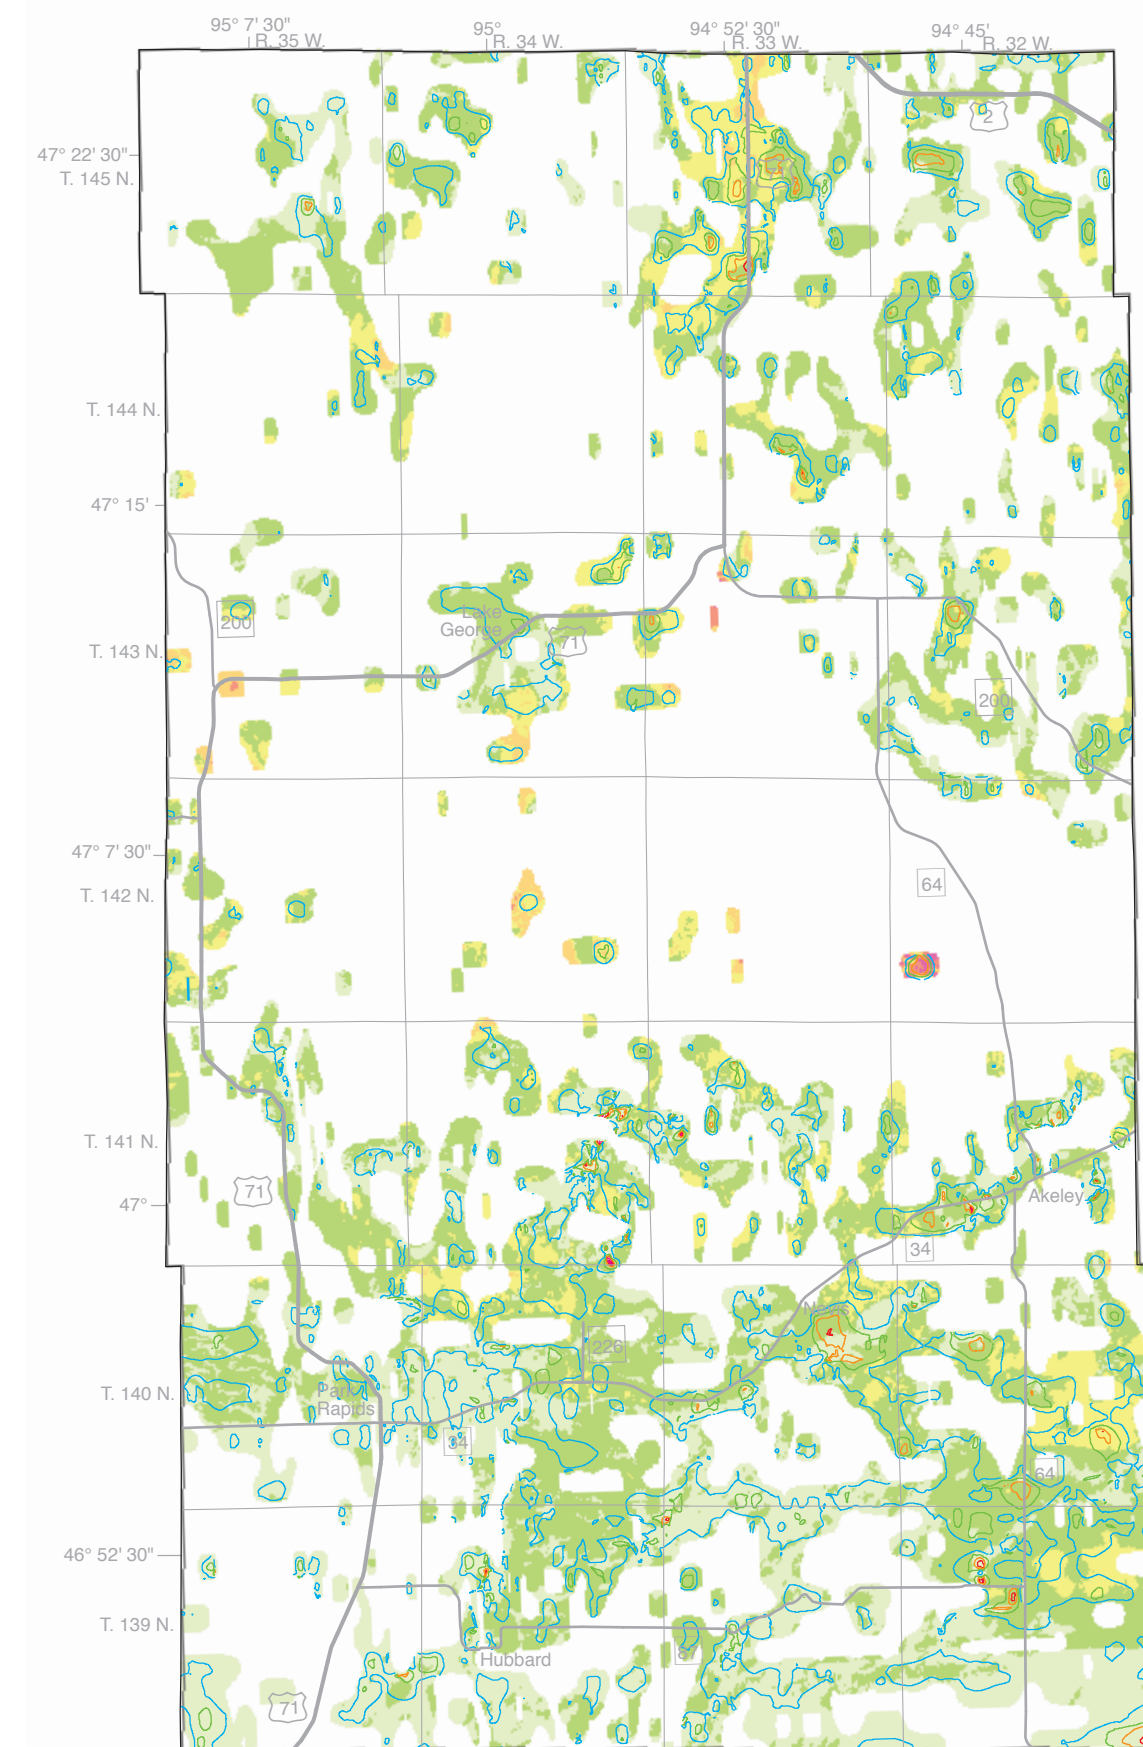 95° 7' 30"
95°
94° 52' 30"
94° 45'
R. 35 W.
R. 34 W.
R. 33 W.
R. 32 W.
2
47° 22' 30"
T. 145 N.
T. 144 N.
47° 15'
200
Lake
George
71
T. 143 N.
200
47° 7' 30"
T. 142 N.
64
T. 141 N.
71
47°
Akeley
34
Nevis
226
T. 140 N.
Park
Rapids
34
64
46° 52' 30"
T. 139 N.
87
Hubbard
71